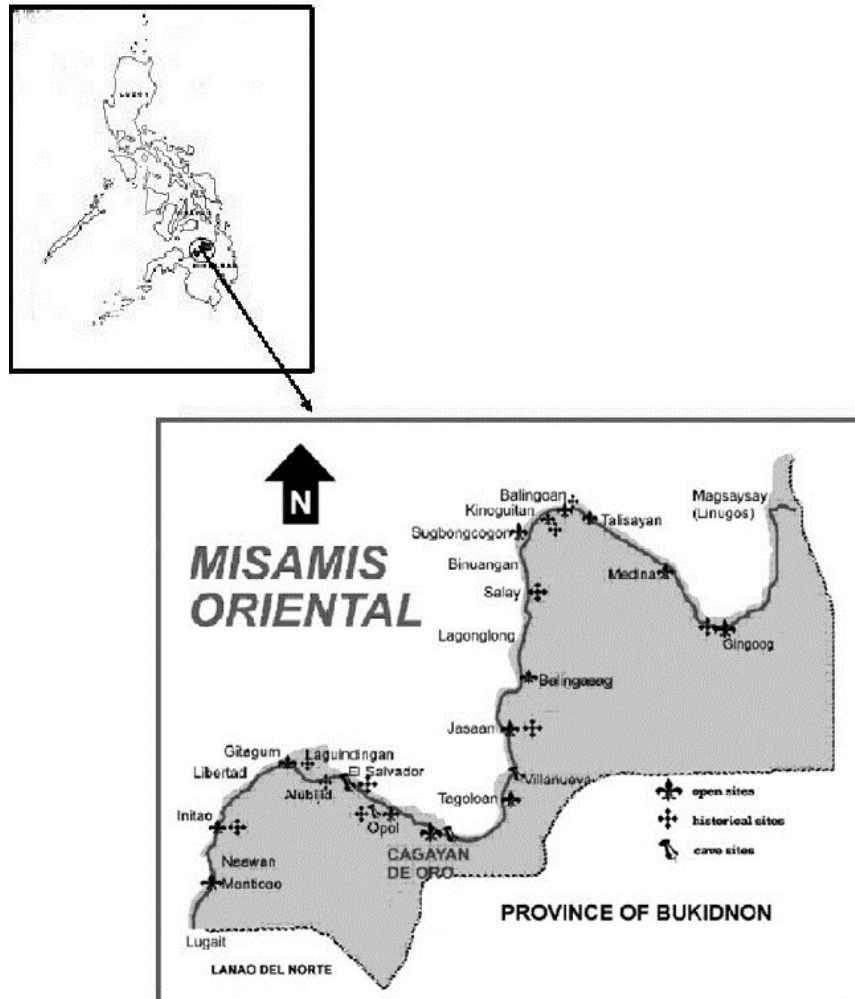 LUZON
N
MISAMIS
ORIENTAL
Balingoan
Kinoguitan
Sugbongcogon
Talisayan
Magsaysay
(Linugos)
Binuangan
Medina
Salay
Lagonglong
Gingoog
Balingasag
Jasaan
Gitagum
Laguindingan
Libertad
Salvador
Alubijid
Villanueva
Tagoloan
open sites
Initao
Opol
historical sites
CAGAYAN
DE ORO
cave sites
Naawan
Manticao
PROVINCE OF BUKIDNON
Lugait
LANAO DEL NORTE